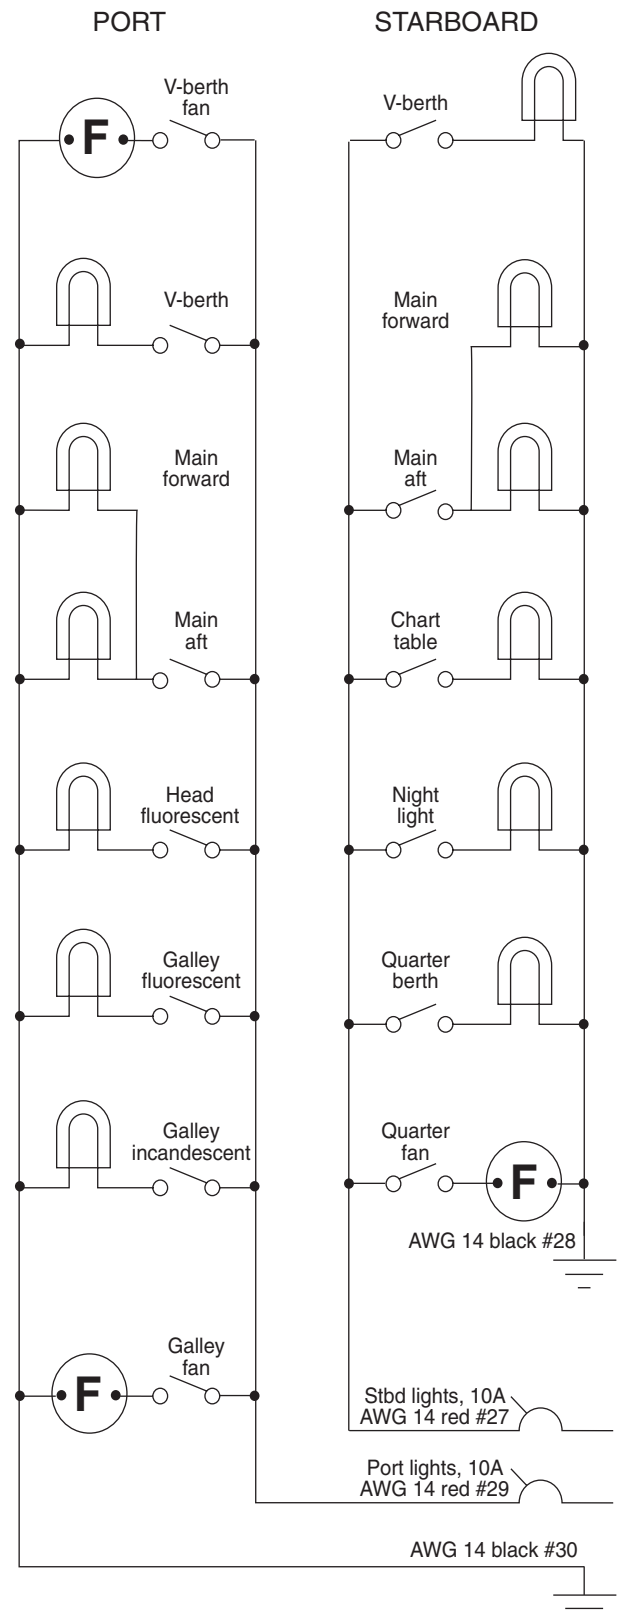 PORT
STARBOARD
V-berth
fan
F
V-berth
V-berth
Main
forward
Main
forward
Main
aft
Main
aft
Chart
table
Head
fluorescent
Night
light
Galley
fluorescent
Quarter
berth
Galley
incandescent
Quarter
fan
F
AWG 14 black #28
Galley
fan
F
Stbd lights, 10A
AWG 14 red #27
Port lights, 10A
AWG 14 red #29
AWG 14 black #30